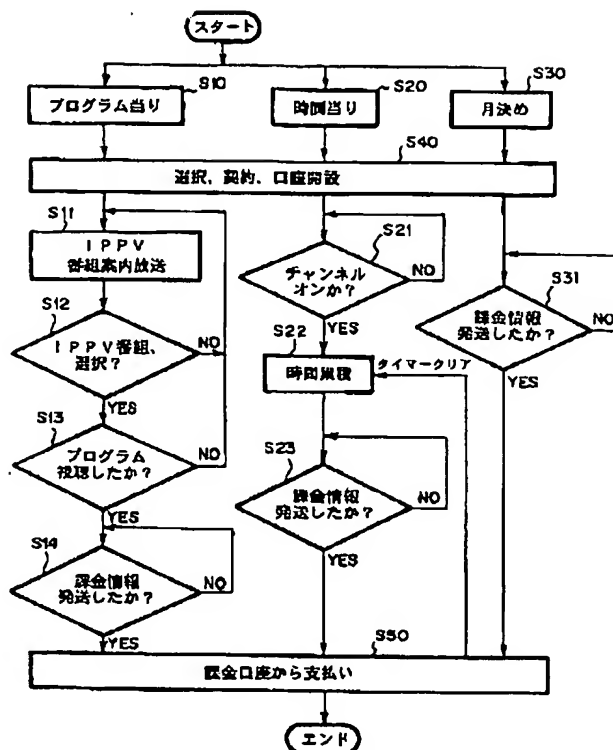 スタート
S10
プログラム当り
S20
時間当り
S30
月決め
S40
選択、契約、口座開設
S11
IPPV
番組案内放送
S12
IPPV番組、
選択?
NO
YES
S13
プログラム
視聴したか?
NO
YES
S14
課金情報
発送したか?
NO
YES
S21
チャンネル
オンか?
NO
YES
S22
時間累積
タイマークリア
S23
課金情報
発送したか?
NO
YES
S31
課金情報
発送したか?
NO
YES
S50
課金口座から支払い
エンド